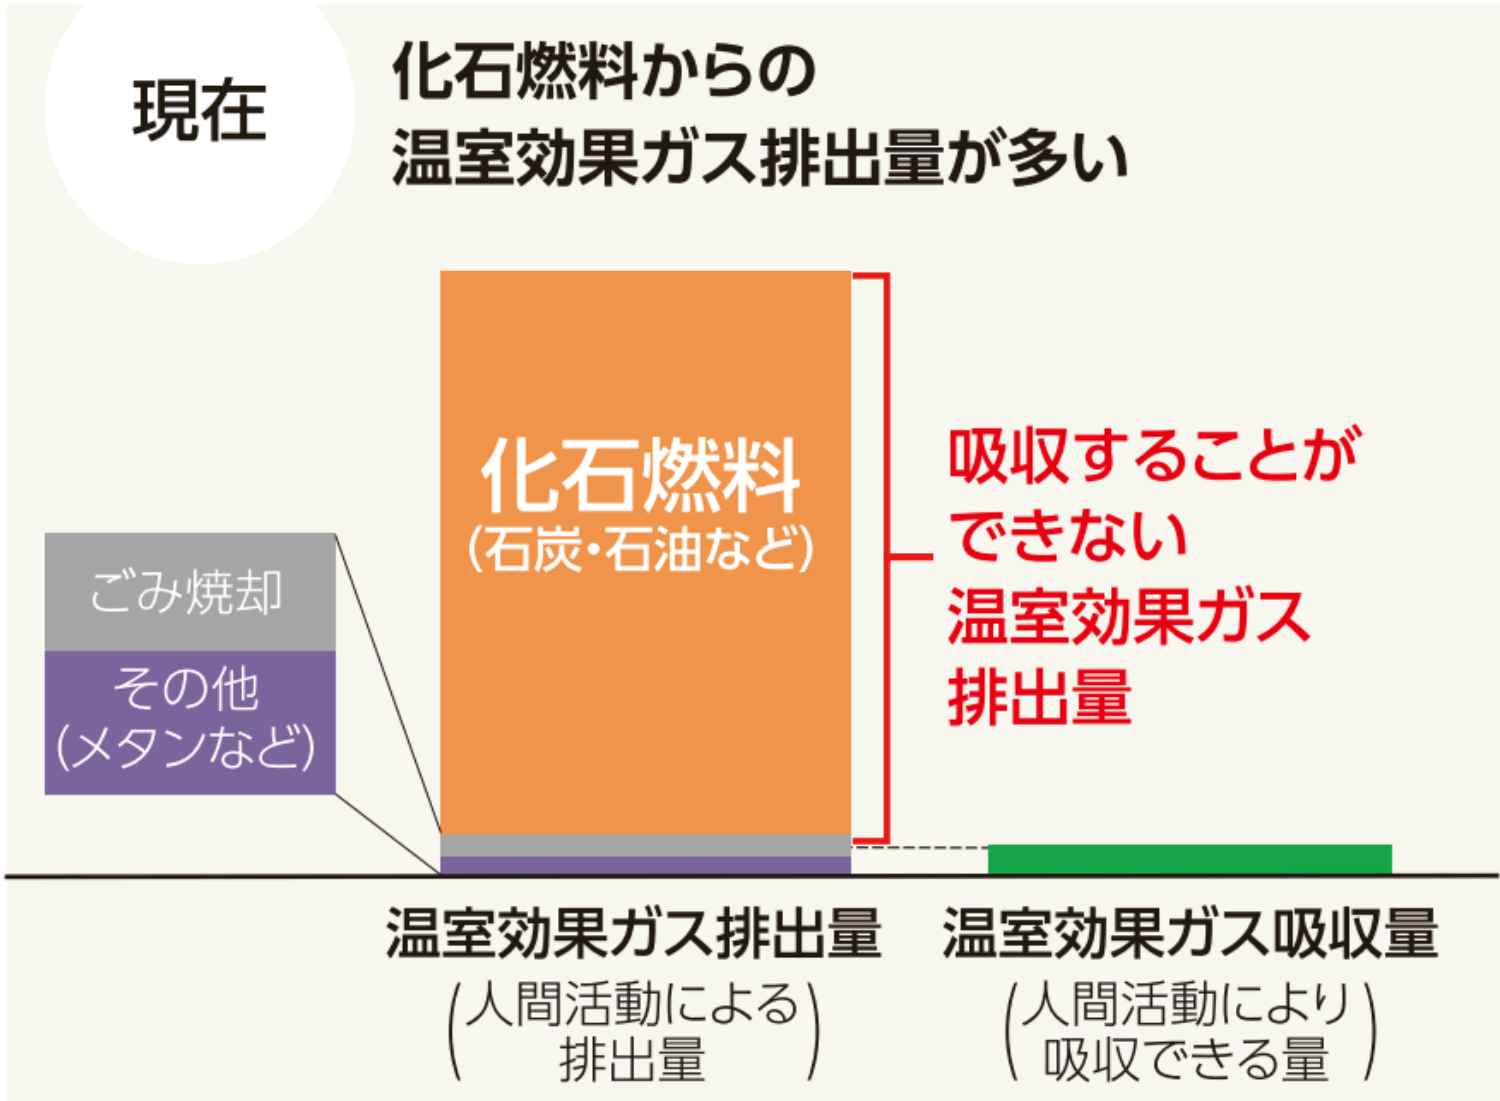 現在
化石燃料からの
温室効果ガス排出量が多い
化石燃料
(石炭・石油など)
ごみ焼却
その他
(メタンなど)
吸収することが
できない
温室効果ガス
排出量
温室効果ガス排出量
(人間活動による
排出量)
温室効果ガス吸収量
(人間活動により
吸収できる量)